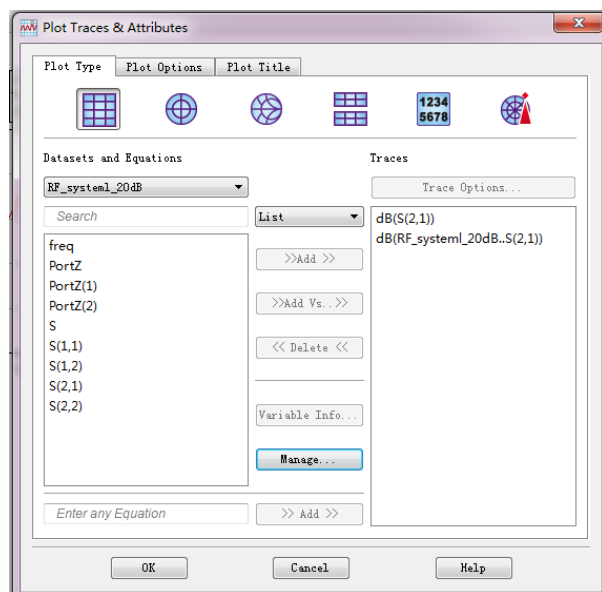 Plot Traces & Attributes
Plot Type
Plot Options
Plot Title
1234
5678
Datasets and Equations
Traces
RF_system1_20dB
Trace Options...
Search
List
dB(S(2,1))
dB(RF_system1_20dB..S(2,1))
freq
PortZ
PortZ(1)
PortZ(2)
S
S(1,1)
S(1,2)
S(2,1)
S(2,2)
>>Add >>
>>Add Vs..>>
<< Delete <<
Variable Info...
Manage...
Enter any Equation
>> Add >>
OK
Cancel
Help